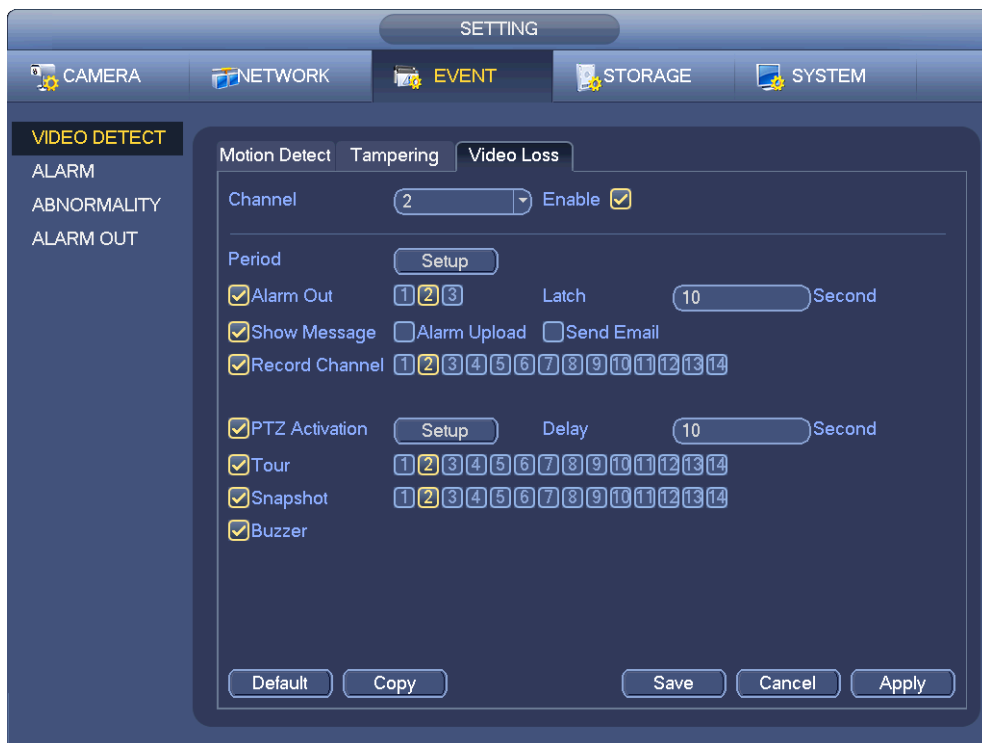 SETTING
CAMERA NETWORK EVENT STORAGE SYSTEM
VIDEO DETECT
ALARM
ABNORMALITY
ALARM OUT
Motion Detect Tampering Video Loss
Channel 2 Enable
Period Setup
Alarm Out 1 2 3 Latch 10 Second
Show Message Alarm Upload Send Email
Record Channel 1 2 3 4 5 6 7 8 9 10 11 12 13 14
PTZ Activation Setup Delay 10 Second
Tour 1 2 3 4 5 6 7 8 9 10 11 12 13 14
Snapshot 1 2 3 4 5 6 7 8 9 10 11 12 13 14
Buzzer
Default Copy Save Cancel Apply